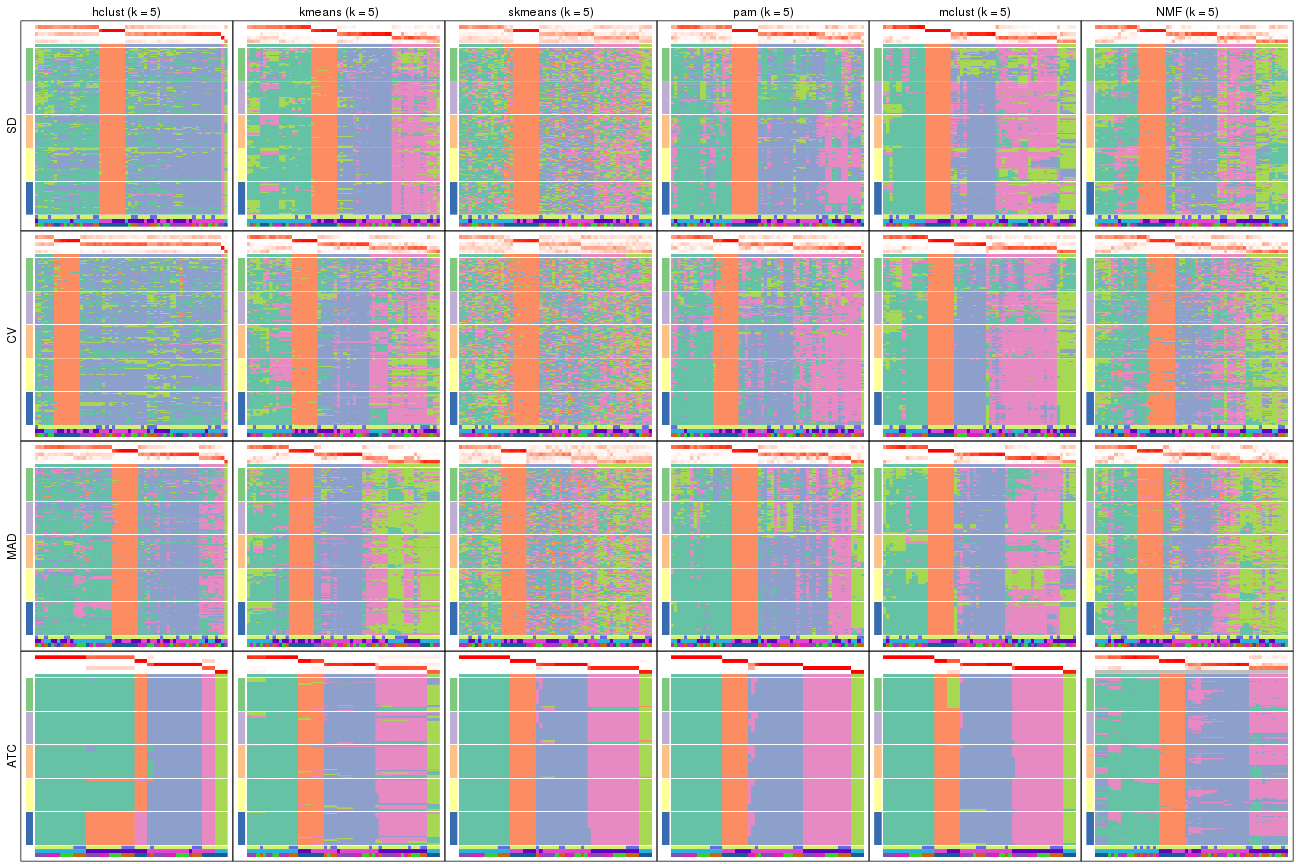 hclust (k = 5) kmeans (k = 5) skmeans (k = 5) pam (k = 5) mclust (k = 5) NMF (k = 5)
SD
CV
MAD
ATC